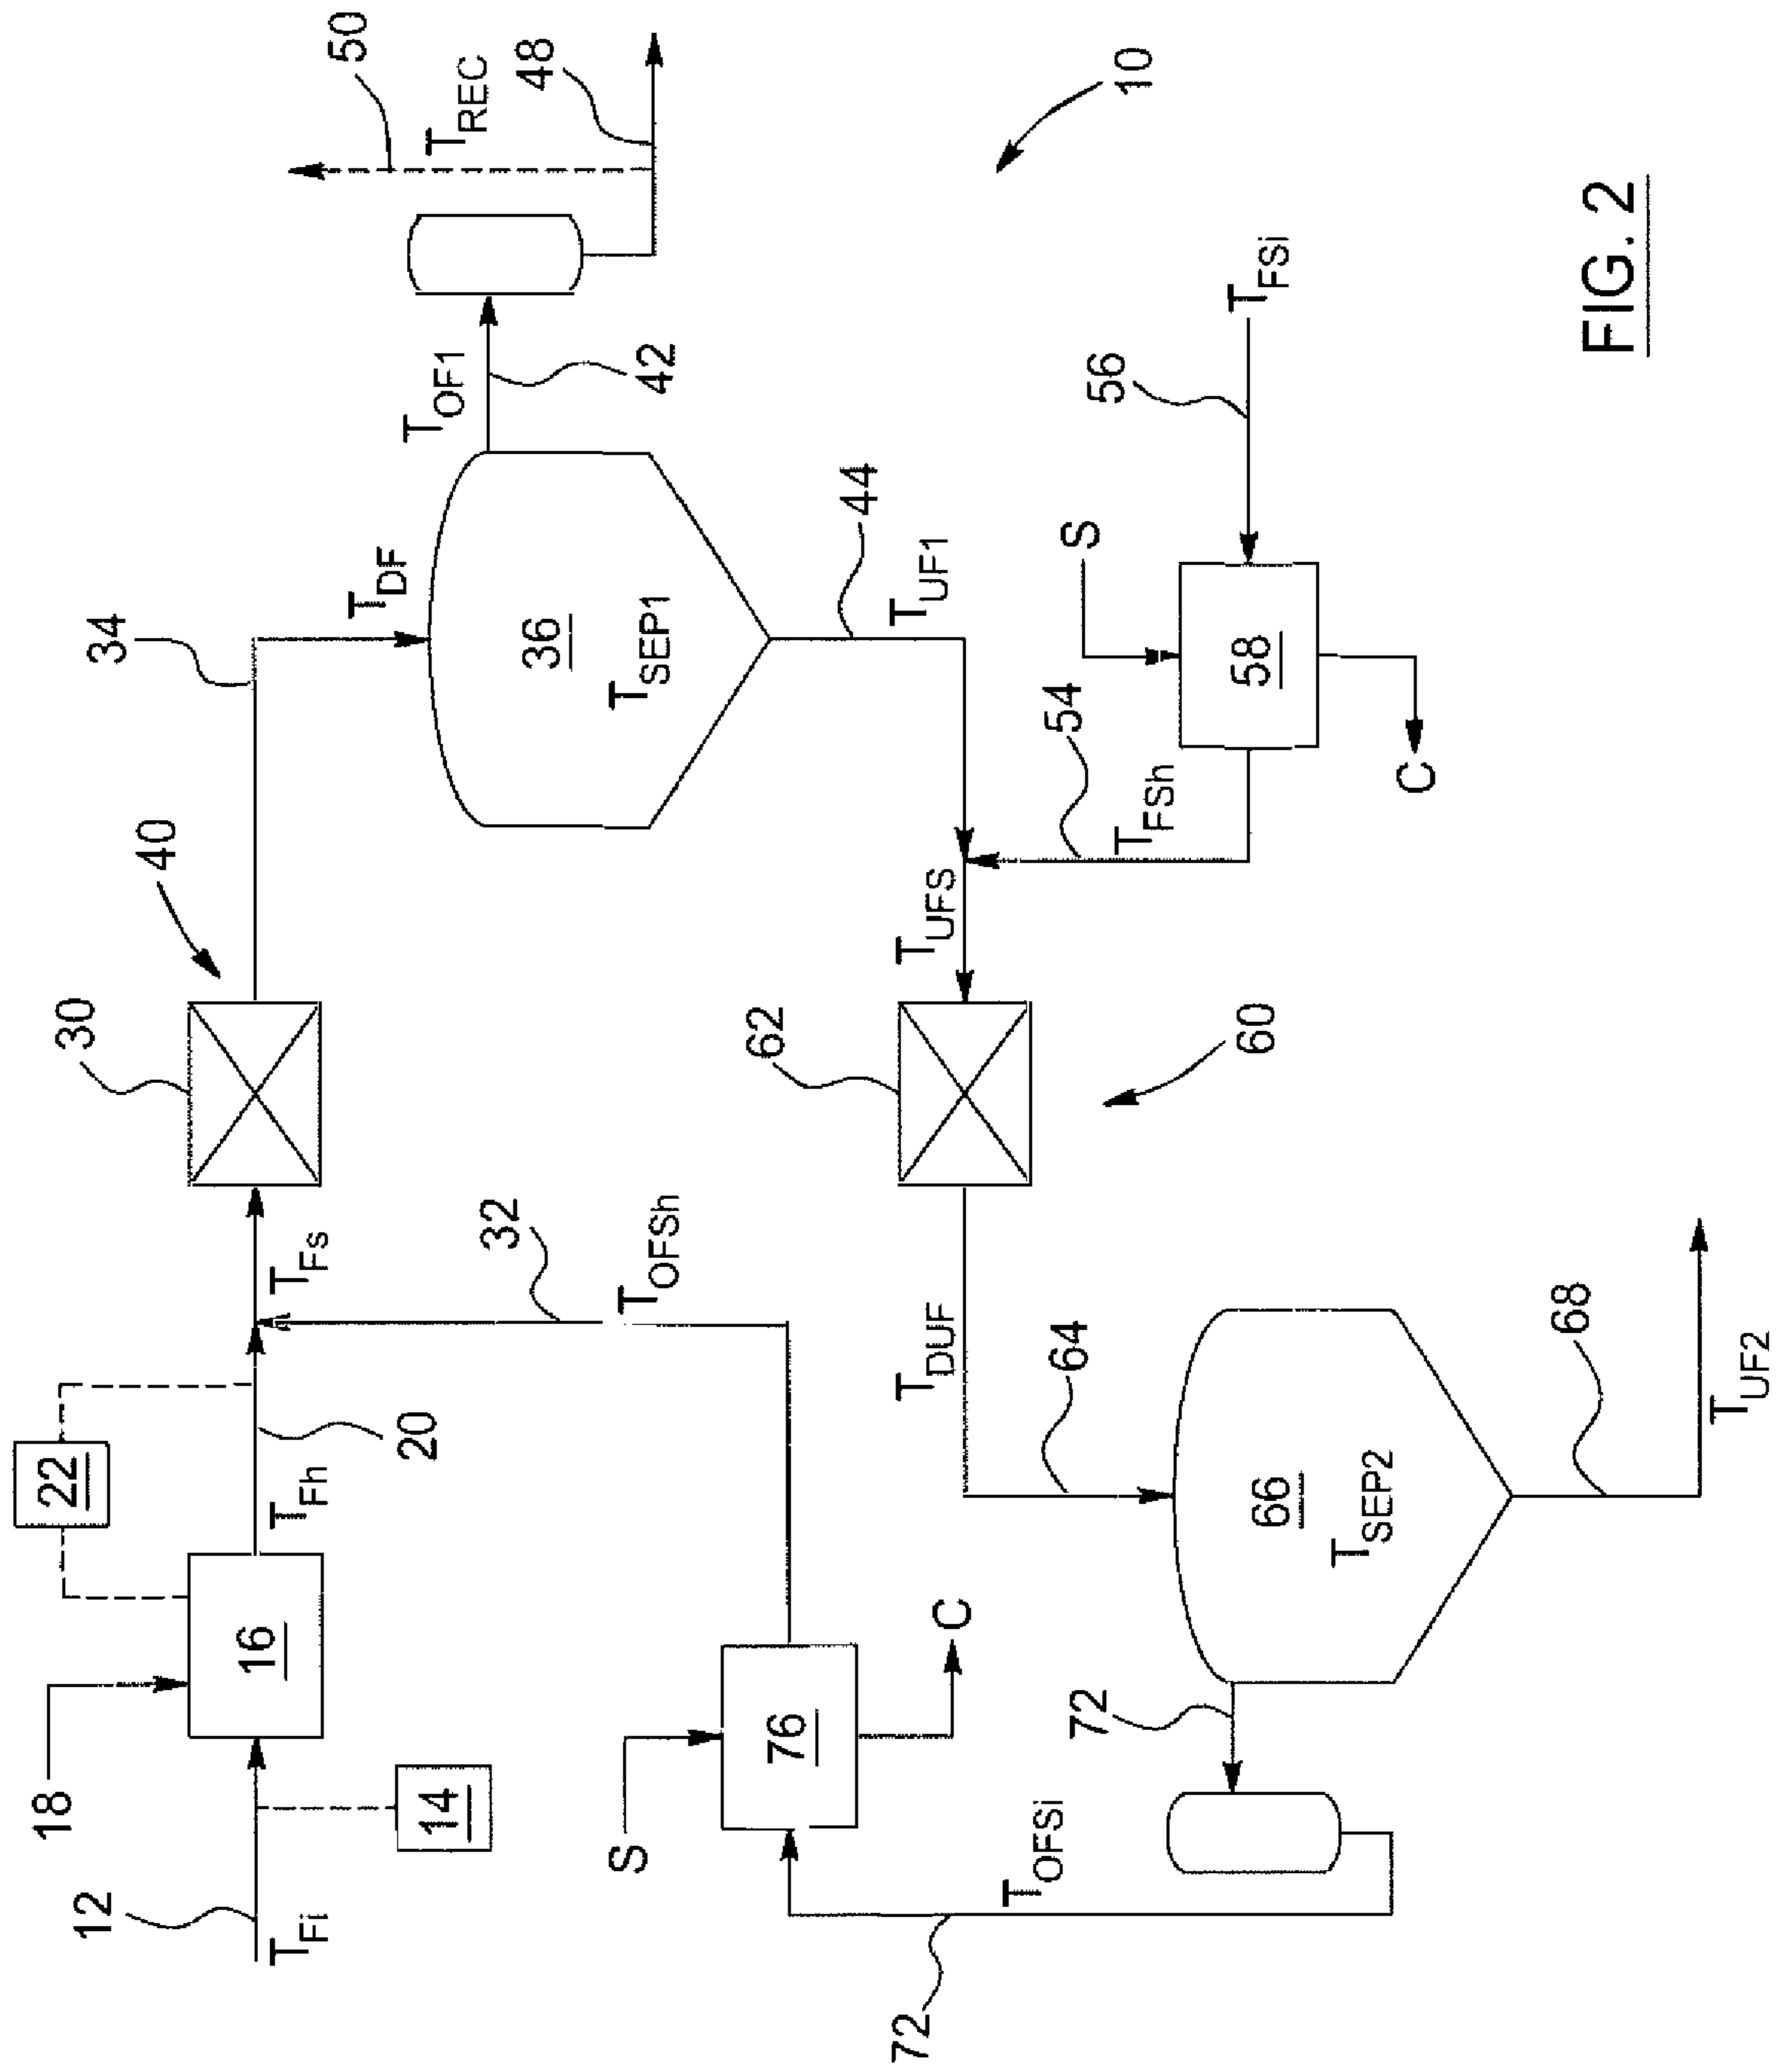 22
18
12
T_Fi
16
14
T_Fh
20
T_Fs
30
40
34
T_DF
36
T_SEP1
T_OF1
42
50
T_REC
48
10
32
T_OFSh
S
76
C
72
T_OFSi
72
62
60
T_UFS
T_UF1
44
54
T_FSh
S
58
C
56
T_FSi
T_DUF
64
66
T_SEP2
68
T_UF2
FIG. 2